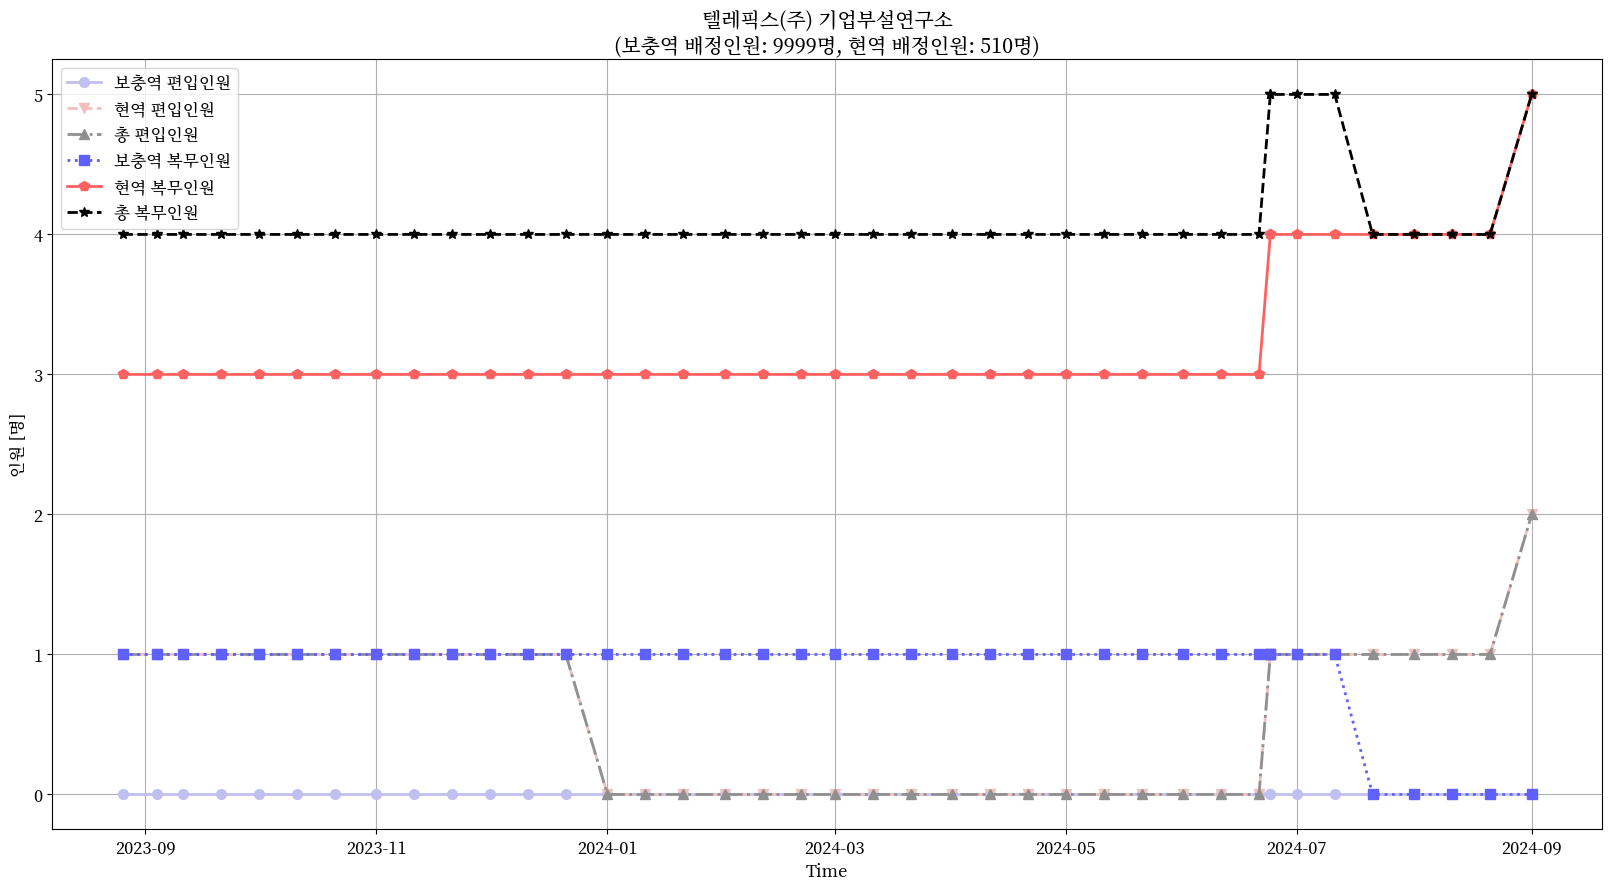 텔레픽스(주) 기업부설연구소
(보충역 배정인원: 9999명, 현역 배정인원: 510명)
보충역 편입인원
현역 편입인원
총 편입인원
보충역 복무인원
현역 복무인원
총 복무인원
5
4
3
2
1
0
인원 [명]
2023-09
2023-11
2024-01
2024-03
2024-05
2024-07
2024-09
Time